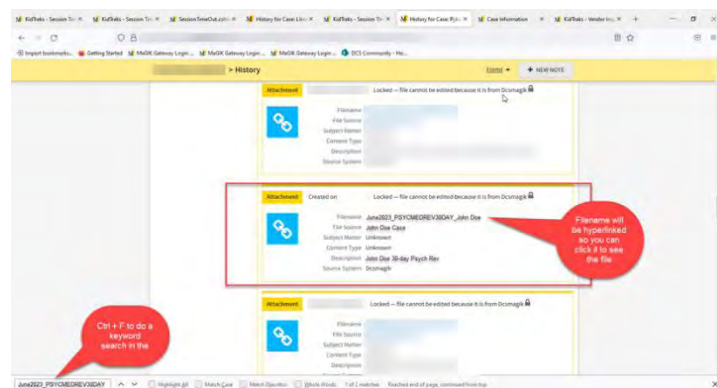 KidTraks - Session Tim
KidTraks - Session Tim
SessionTimeOut.cshtml
History for Case: Lin
KidTraks - Session Tim
History for Case: Pyle
Case Information
KidTraks - Vendor Inv
Import bookmarks...
Getting Started
MaGIK Gateway Login ...
MaGIK Gateway Login ...
MaGIK Gateway Login ...
DCS Community - Ho...
> History
+ NEW NOTE
Attachment
Locked — file cannot be edited because it is from Dcsmagik
Filename
File Source
Subject Matter
Content Type
Description
Source System
Attachment
Created on
Locked — file cannot be edited because it is from Dcsmagik
Filename June2023_PSYCMEDREV30DAY_John Doe
File Source John Doe Case
Subject Matter Unknown
Content Type Unknown
Description John Doe 30-day Psych Rev
Source System Dcsmagik
Filename will
be hyperlinked
so you can
click it to see
the file
Attachment
Locked — file cannot be edited because it is from Dcsmagik
Filename
File Source
Subject Matter
Content Type
Description
Ctrl + F to do a
keyword
search in the
June2023_PSYCMEDREV30DAY
Highlight All
Match Case
Match Diacritics
Whole Words
1 of 2 matches
Reached end of page, continued from top